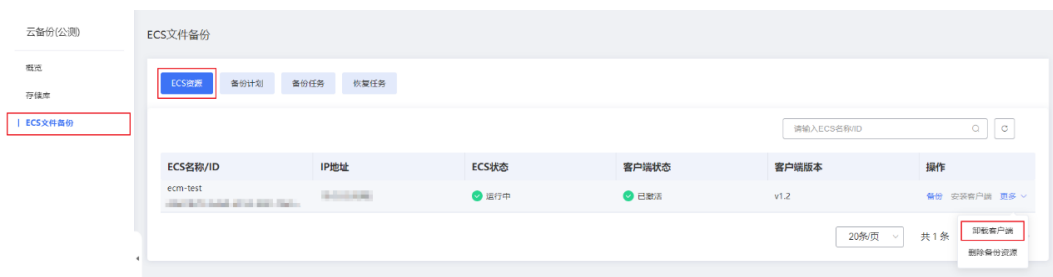 云备份(公测)
ECS文件备份
概览
存储库
ECS文件备份
ECS资源 备份计划 备份任务 恢复任务
请输入ECS名称/ID
ECS名称/ID IP地址 ECS状态 客户端状态 客户端版本 操作
ecm-test
运行中 已激活 v1.2 备份 安装客户端 更多
20条/页 共 1 条
卸载客户端
删除备份资源